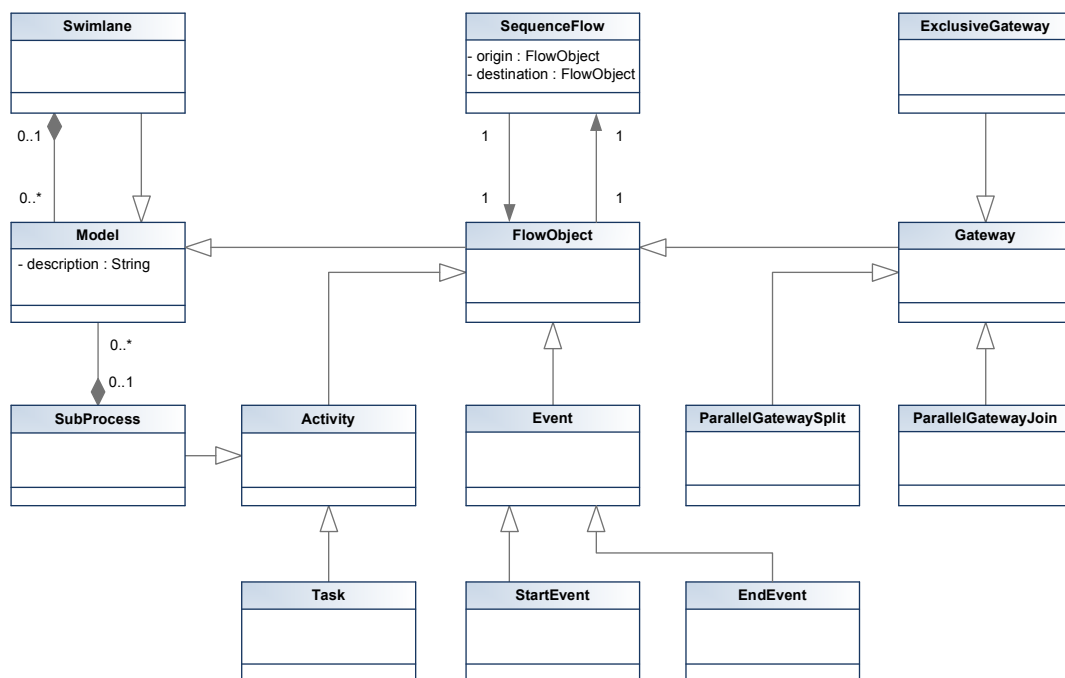 Swimlane
SequenceFlow
ExclusiveGateway
- origin : FlowObject
- destination : FlowObject
0..1
1
1
0..*
1
1
Model
FlowObject
Gateway
- description : String
0..*
0..1
SubProcess
Activity
Event
ParallelGatewaySplit
ParallelGatewayJoin
Task
StartEvent
EndEvent